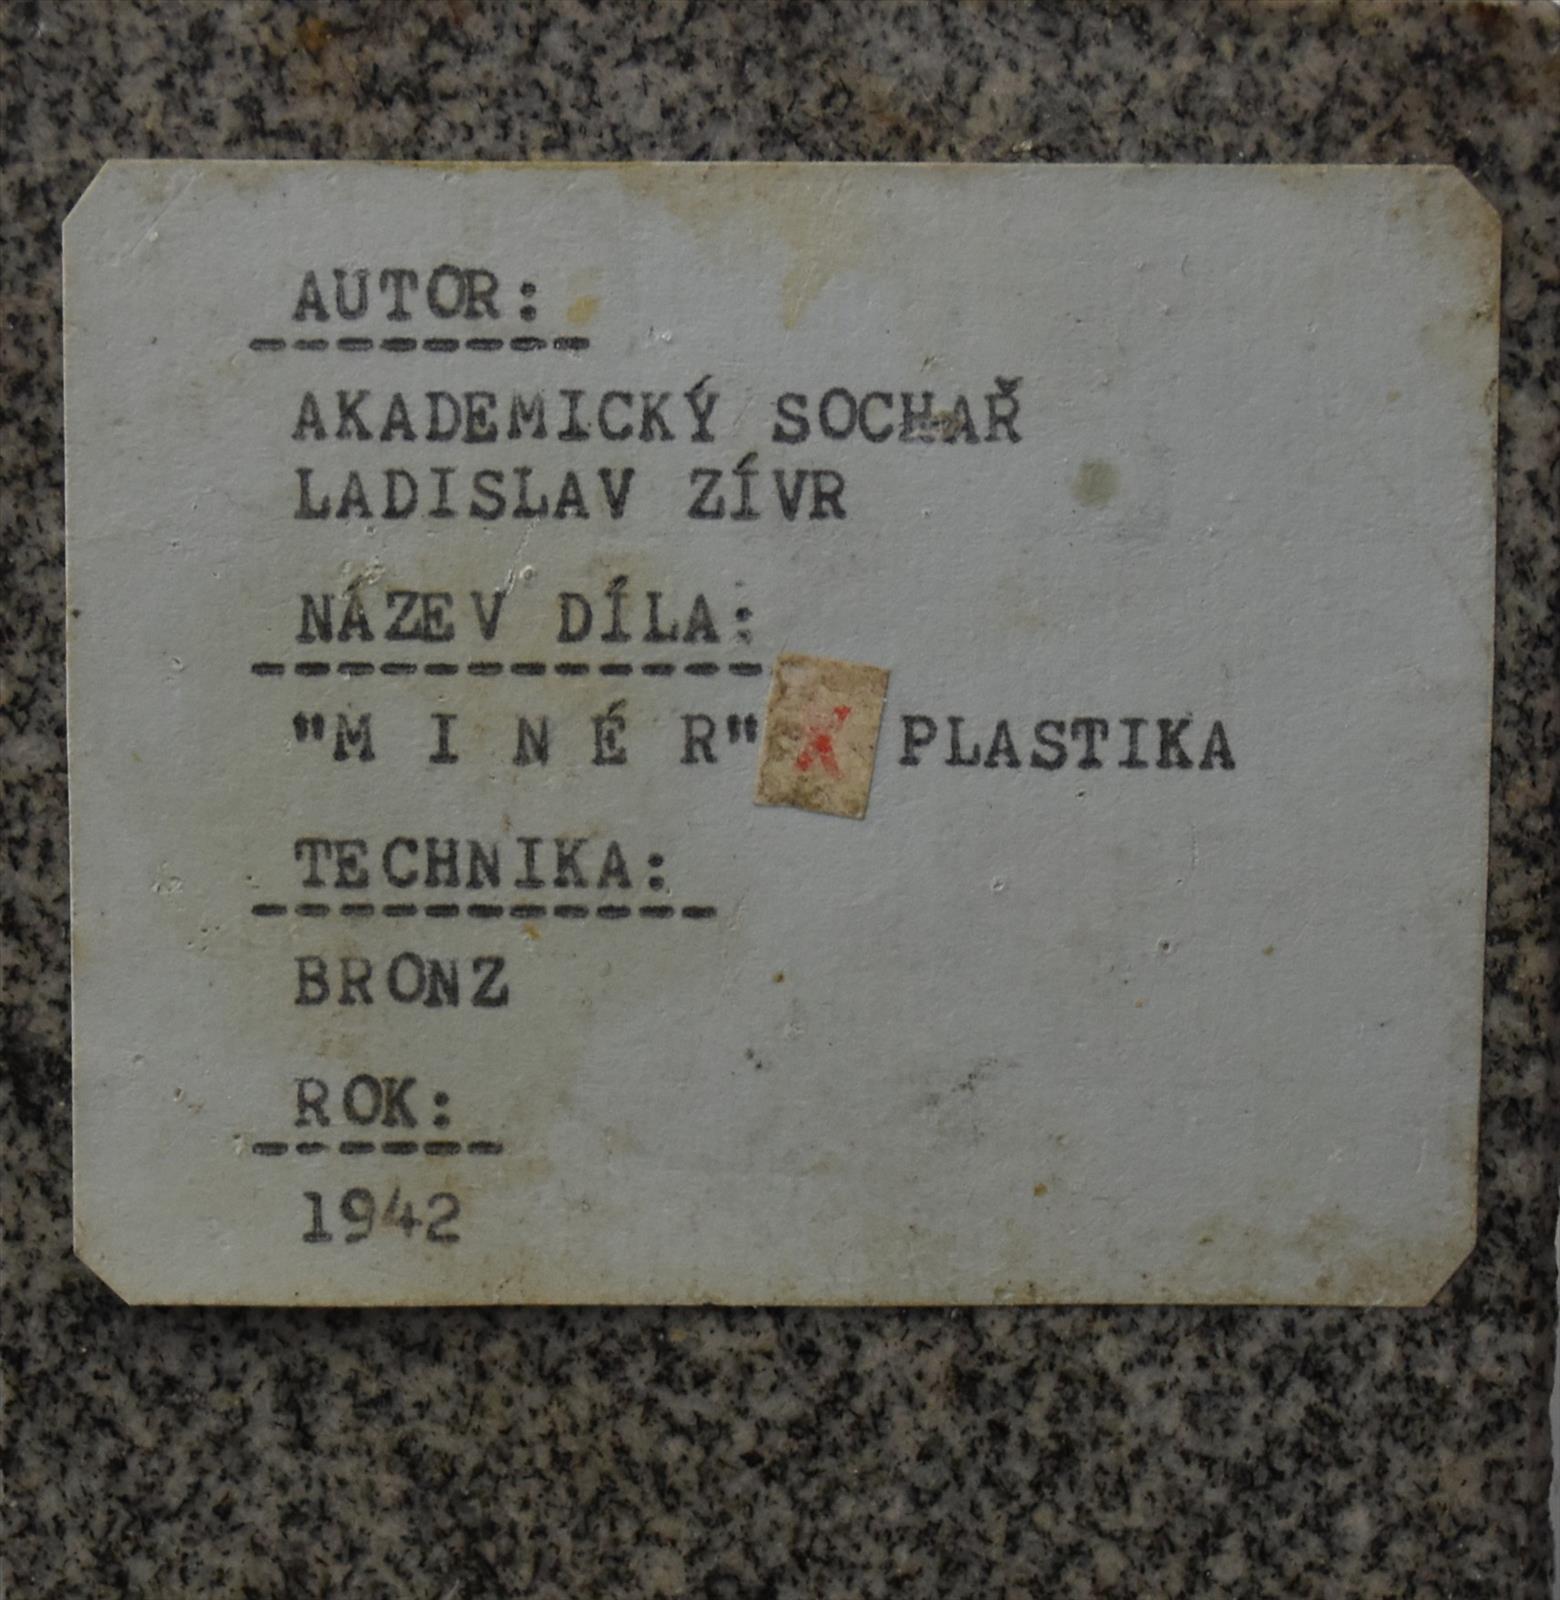 AUTOR:
---------
AKADEMICKÝ SOCHAŘ
LADISLAV ZÍVR
NÁZEV DÍLA:
------------
"M I N É R" X PLASTIKA
TECHNIKA:
-----------
BRONZ
ROK:
------
1942